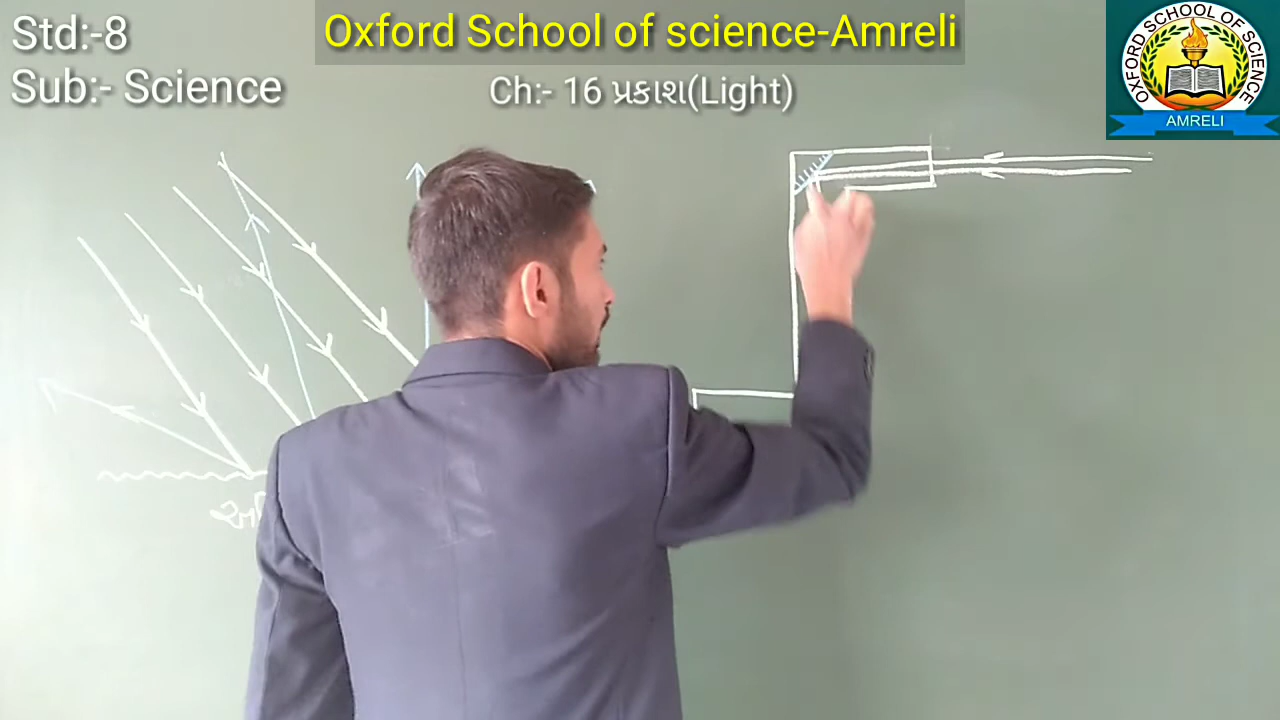 Std:-8
Oxford School of science-Amreli
Sub:- Science
Ch:- 16 પ્રકાશ(Light)
OXFORD SCHOOL OF SCIENCE
AMRELI